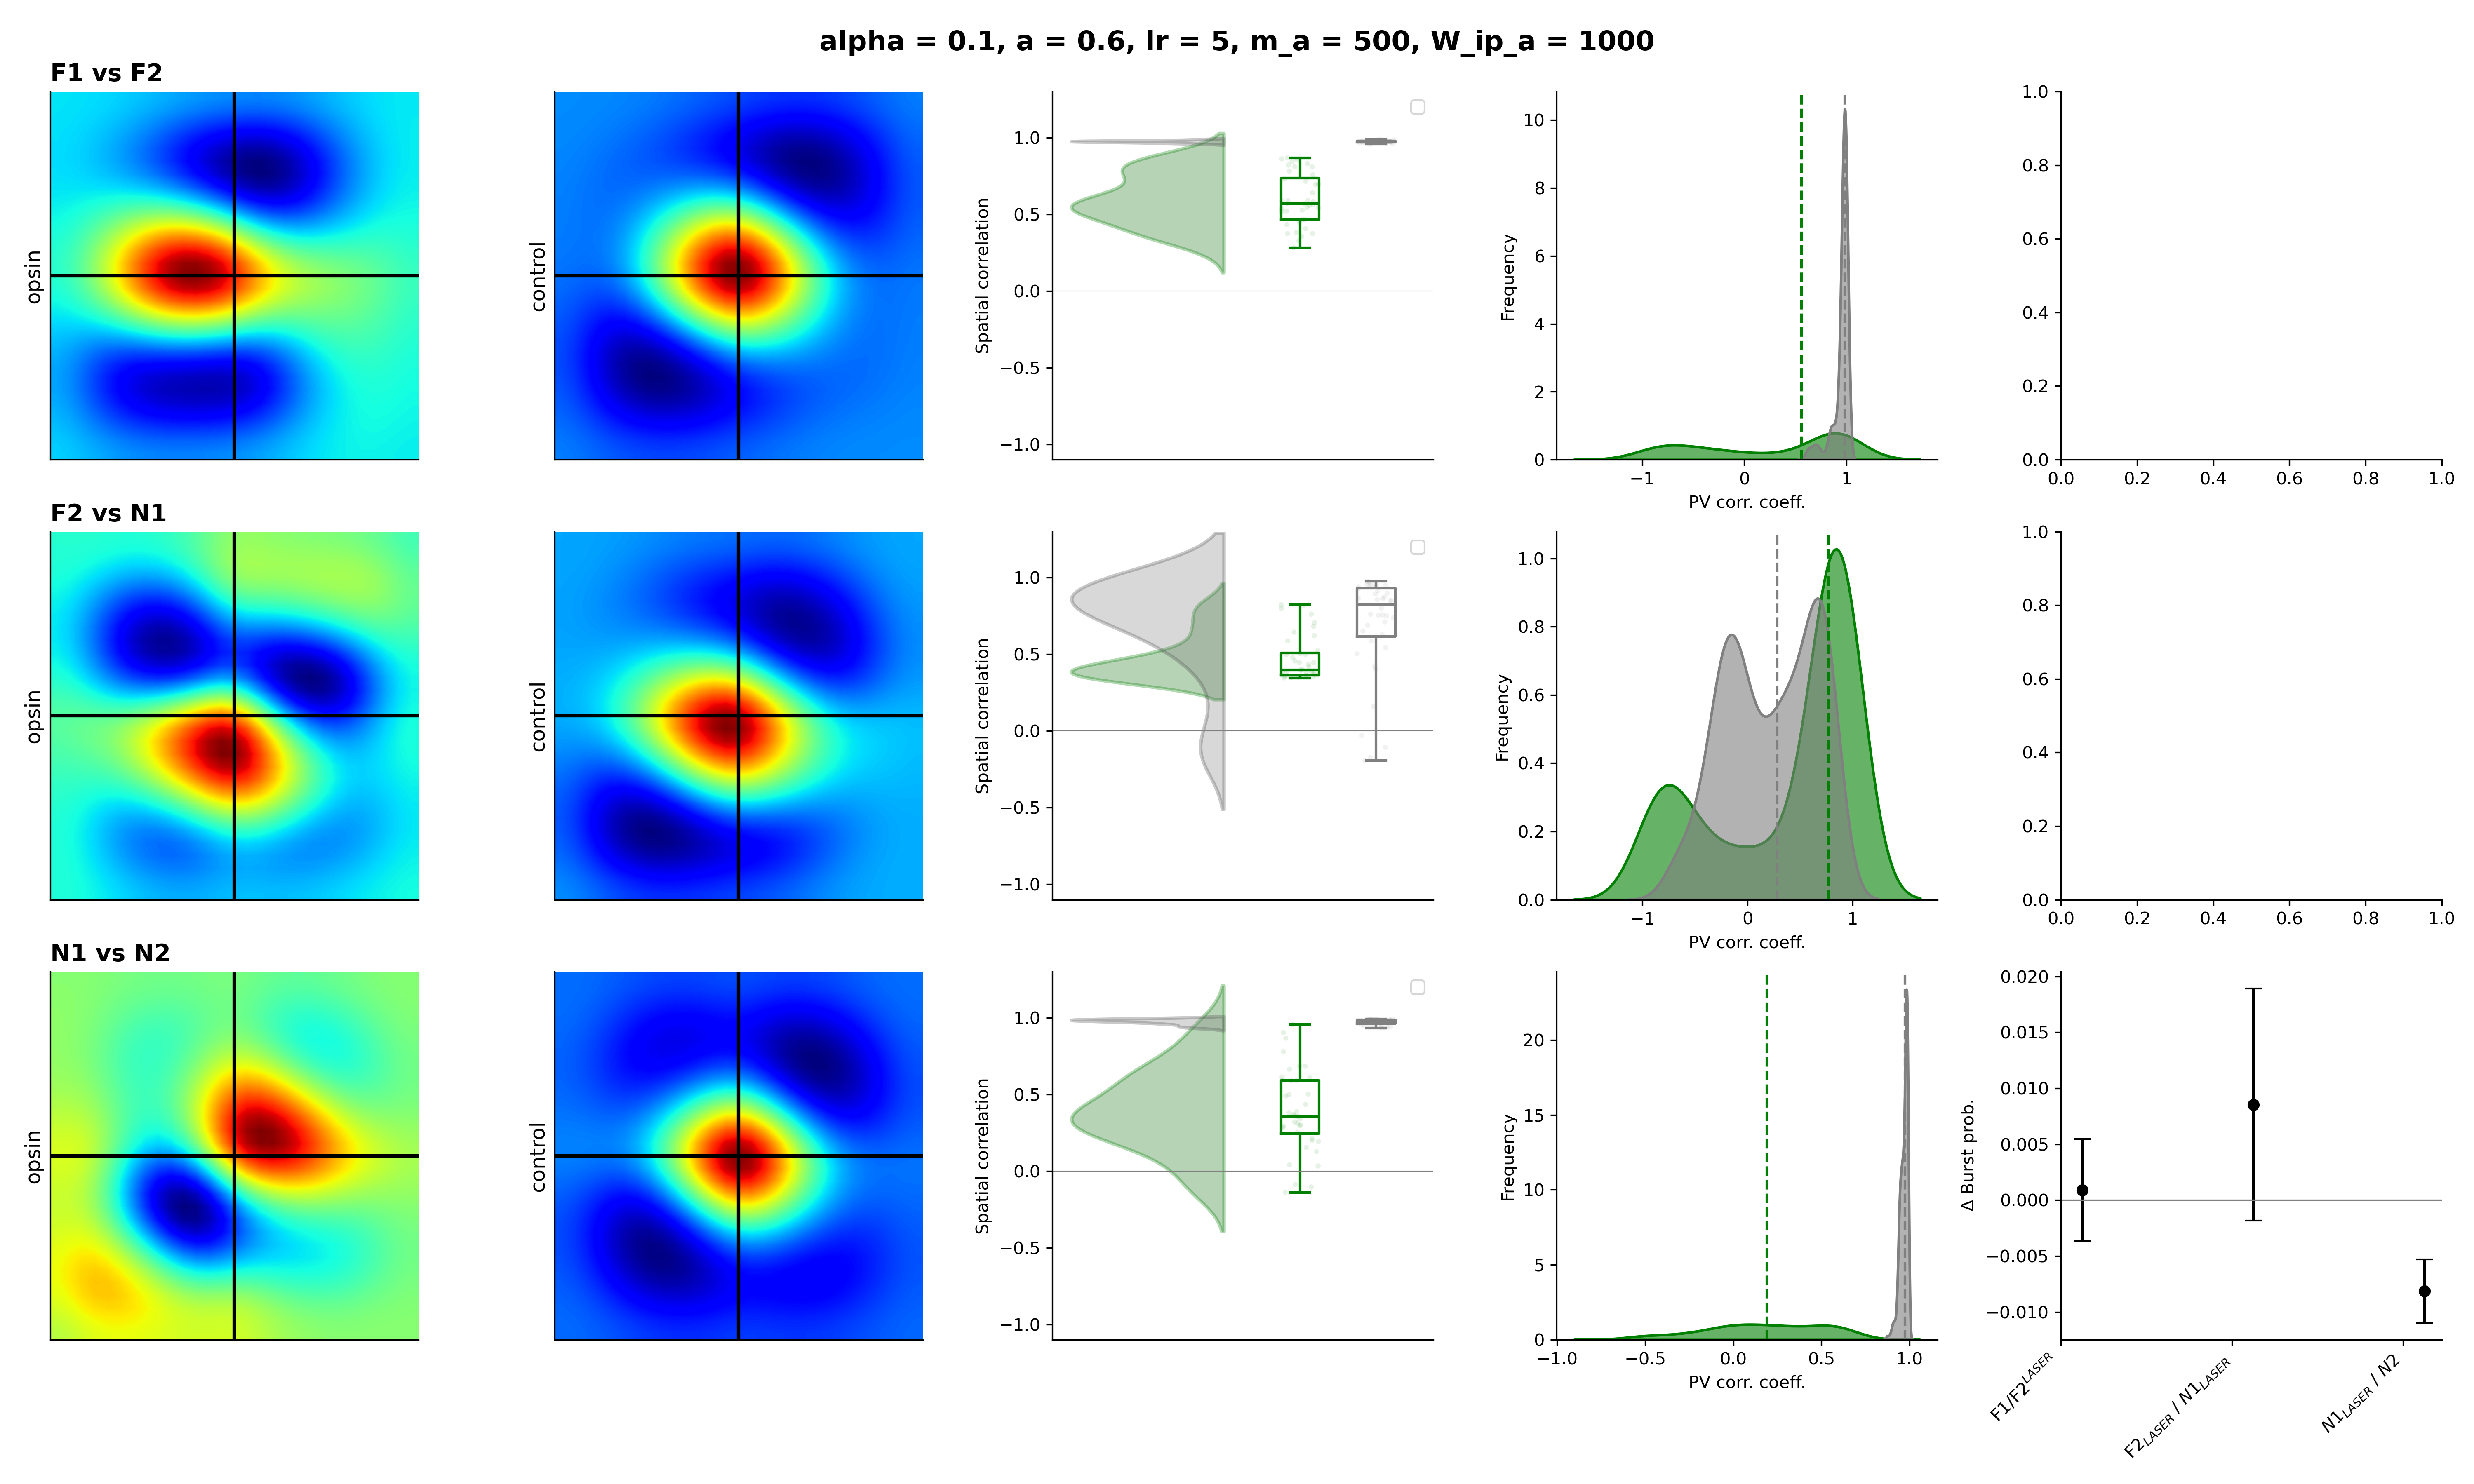 alpha = 0.1, a = 0.6, lr = 5, m_a = 500, W_ip_a = 1000
F1 vs F2
opsin
control
Spatial correlation
1.0
0.5
0.0
−0.5
−1.0
Frequency
10
8
6
4
2
0
−1 0 1
PV corr. coeff.
1.0
0.8
0.6
0.4
0.2
0.0
0.0 0.2 0.4 0.6 0.8 1.0
F2 vs N1
opsin
control
Spatial correlation
1.0
0.5
0.0
−0.5
−1.0
Frequency
1.0
0.8
0.6
0.4
0.2
0.0
−1 0 1
PV corr. coeff.
1.0
0.8
0.6
0.4
0.2
0.0
0.0 0.2 0.4 0.6 0.8 1.0
N1 vs N2
opsin
control
Spatial correlation
1.0
0.5
0.0
−0.5
−1.0
Frequency
20
15
10
5
0
−1.0 −0.5 0.0 0.5 1.0
PV corr. coeff.
Δ Burst prob.
0.020
0.015
0.010
0.005
0.000
−0.005
−0.010
F1/F2^LASER
F2_LASER / N1_LASER
N1_LASER / N2